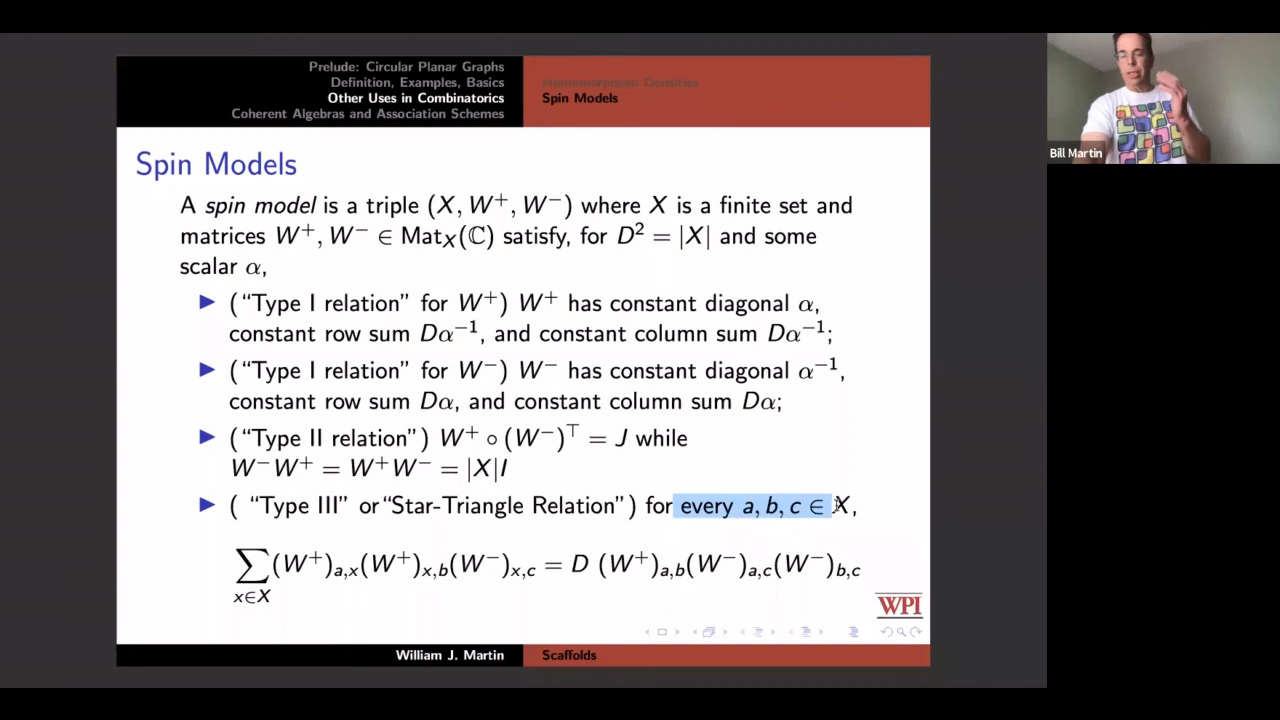 Prelude: Circular Planar Graphs
Definition, Examples, Basics
Other Uses in Combinatorics
Coherent Algebras and Association Schemes
Homomorphism Densities
Spin Models
Spin Models
A spin model is a triple (X, W⁺, W⁻) where X is a finite set and
matrices W⁺, W⁻ ∈ Mat_X(ℂ) satisfy, for D² = |X| and some
scalar α,
▶ (“Type I relation” for W⁺) W⁺ has constant diagonal α,
constant row sum Dα⁻¹, and constant column sum Dα⁻¹;
▶ (“Type I relation” for W⁻) W⁻ has constant diagonal α⁻¹,
constant row sum Dα, and constant column sum Dα;
▶ (“Type II relation”) W⁺ ∘ (W⁻)^⊤ = J while
W⁻W⁺ = W⁺W⁻ = |X|I
▶ ( “Type III” or“Star-Triangle Relation”) for every a, b, c ∈ X,
∑_{x∈X} (W⁺)_{a,x}(W⁺)_{x,b}(W⁻)_{x,c} = D (W⁺)_{a,b}(W⁻)_{a,c}(W⁻)_{b,c}
WPI
William J. Martin
Scaffolds
Bill Martin